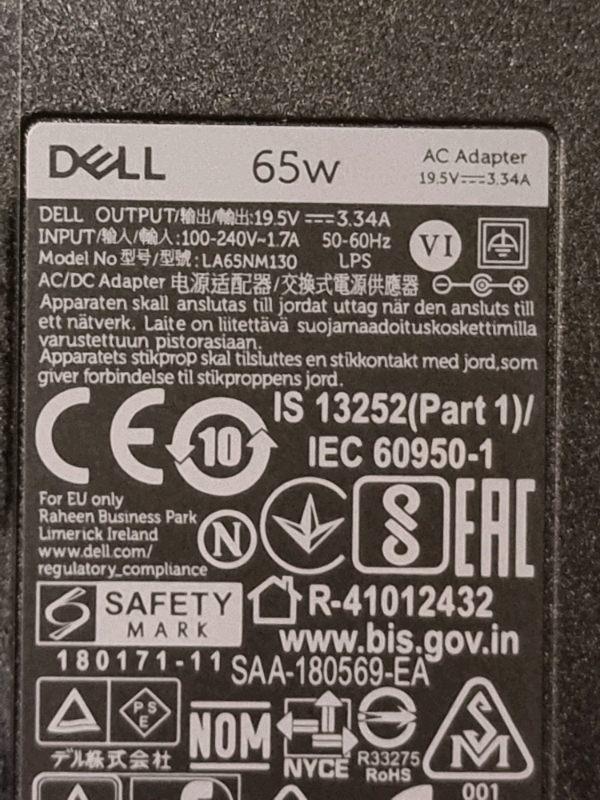 DELL 65W AC Adapter
19.5V⎓3.34A
DELL OUTPUT/输出/輸出:19.5V ⎓ 3.34A
INPUT/输入/輸入:100-240V~1.7A 50-60Hz
Model No 型号/型號: LA65NM130 LPS
VI
AC/DC Adapter 电源适配器/交換式電源供應器
Apparaten skall anslutas till jordat uttag när den ansluts till
ett nätverk. Laite on liitettävä suojamaadoituskoskettimilla
varustettuun pistorasiaan.
Apparatets stikprop skal tilsluttes en stikkontakt med jord,som
giver forbindelse til stikproppens jord.
CE 10 IS 13252(Part 1)/
IEC 60950-1
For EU only
Raheen Business Park
Limerick Ireland
www.dell.com/
regulatory_compliance
N
EAC
SAFETY
MARK
R-41012432
www.bis.gov.in
180171-11 SAA-180569-EA
PSE
デル株式会社
NOM
NYCE
R33275
RoHS
SM
001